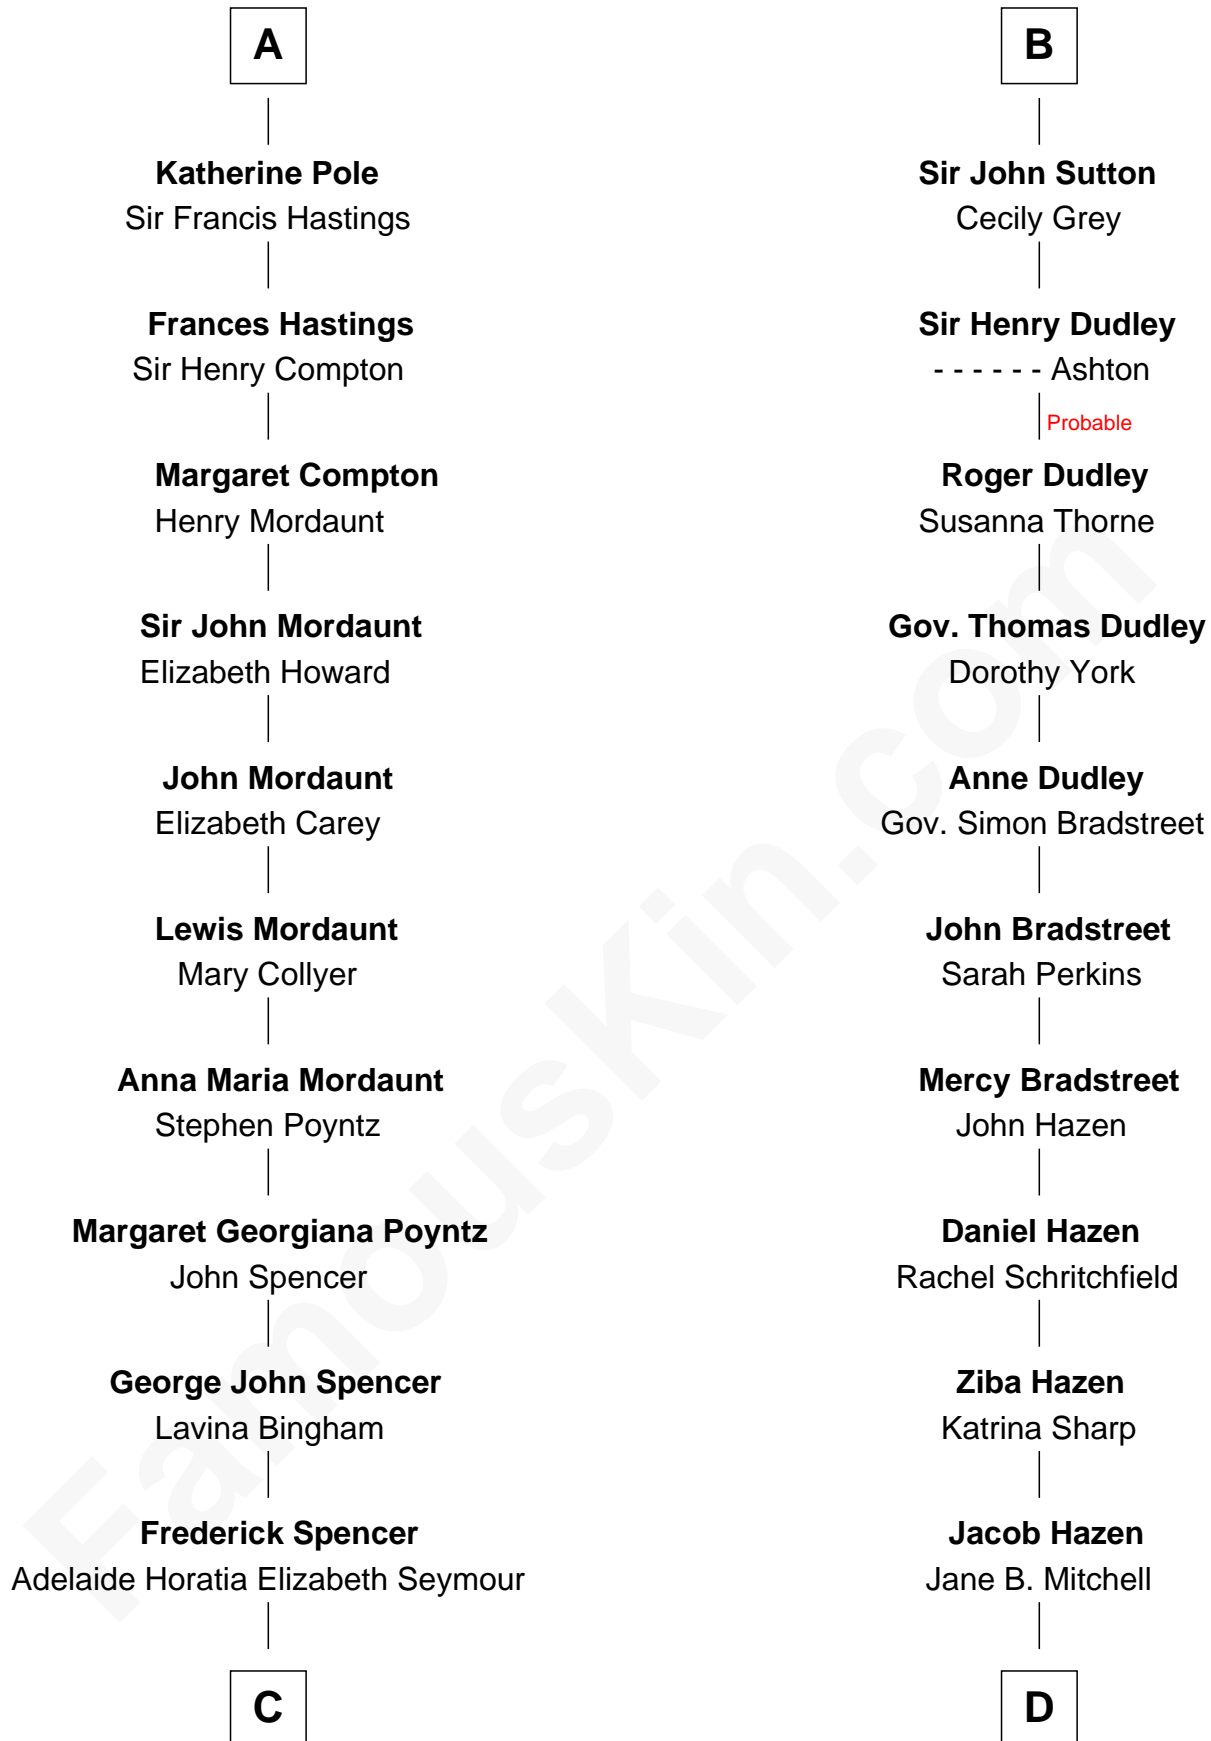 A
Katherine Pole
Sir Francis Hastings
Frances Hastings
Sir Henry Compton
Margaret Compton
Henry Mordaunt
Sir John Mordaunt
Elizabeth Howard
John Mordaunt
Elizabeth Carey
Lewis Mordaunt
Mary Collyer
Anna Maria Mordaunt
Stephen Poyntz
Margaret Georgiana Poyntz
John Spencer
George John Spencer
Lavina Bingham
Frederick Spencer
Adelaide Horatia Elizabeth Seymour
C
B
Sir John Sutton
Cecily Grey
Sir Henry Dudley
- - - - - - Ashton
Probable
Roger Dudley
Susanna Thorne
Gov. Thomas Dudley
Dorothy York
Anne Dudley
Gov. Simon Bradstreet
John Bradstreet
Sarah Perkins
Mercy Bradstreet
John Hazen
Daniel Hazen
Rachel Schritchfield
Ziba Hazen
Katrina Sharp
Jacob Hazen
Jane B. Mitchell
D
FamousKin.com